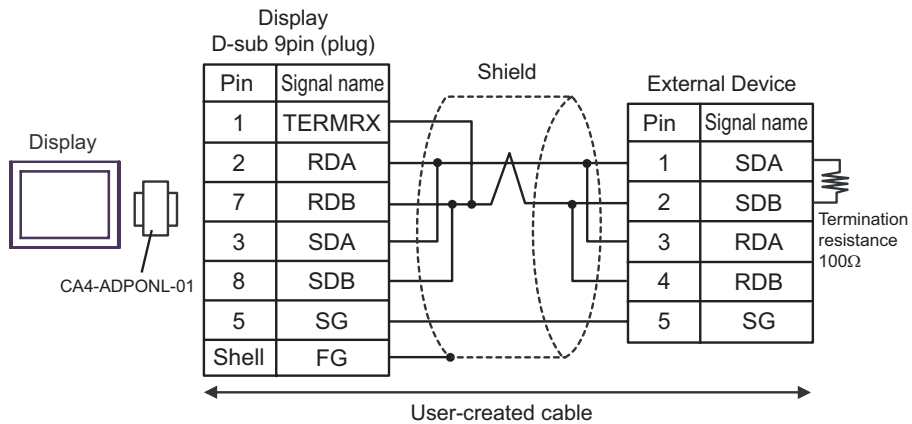 Display
D-sub 9pin (plug)
Pin Signal name
1 TERMRX
2 RDA
7 RDB
3 SDA
8 SDB
5 SG
Shell FG
Shield
External Device
Pin Signal name
1 SDA
2 SDB
3 RDA
4 RDB
5 SG
Termination
resistance
100Ω
Display
CA4-ADPONL-01
User-created cable